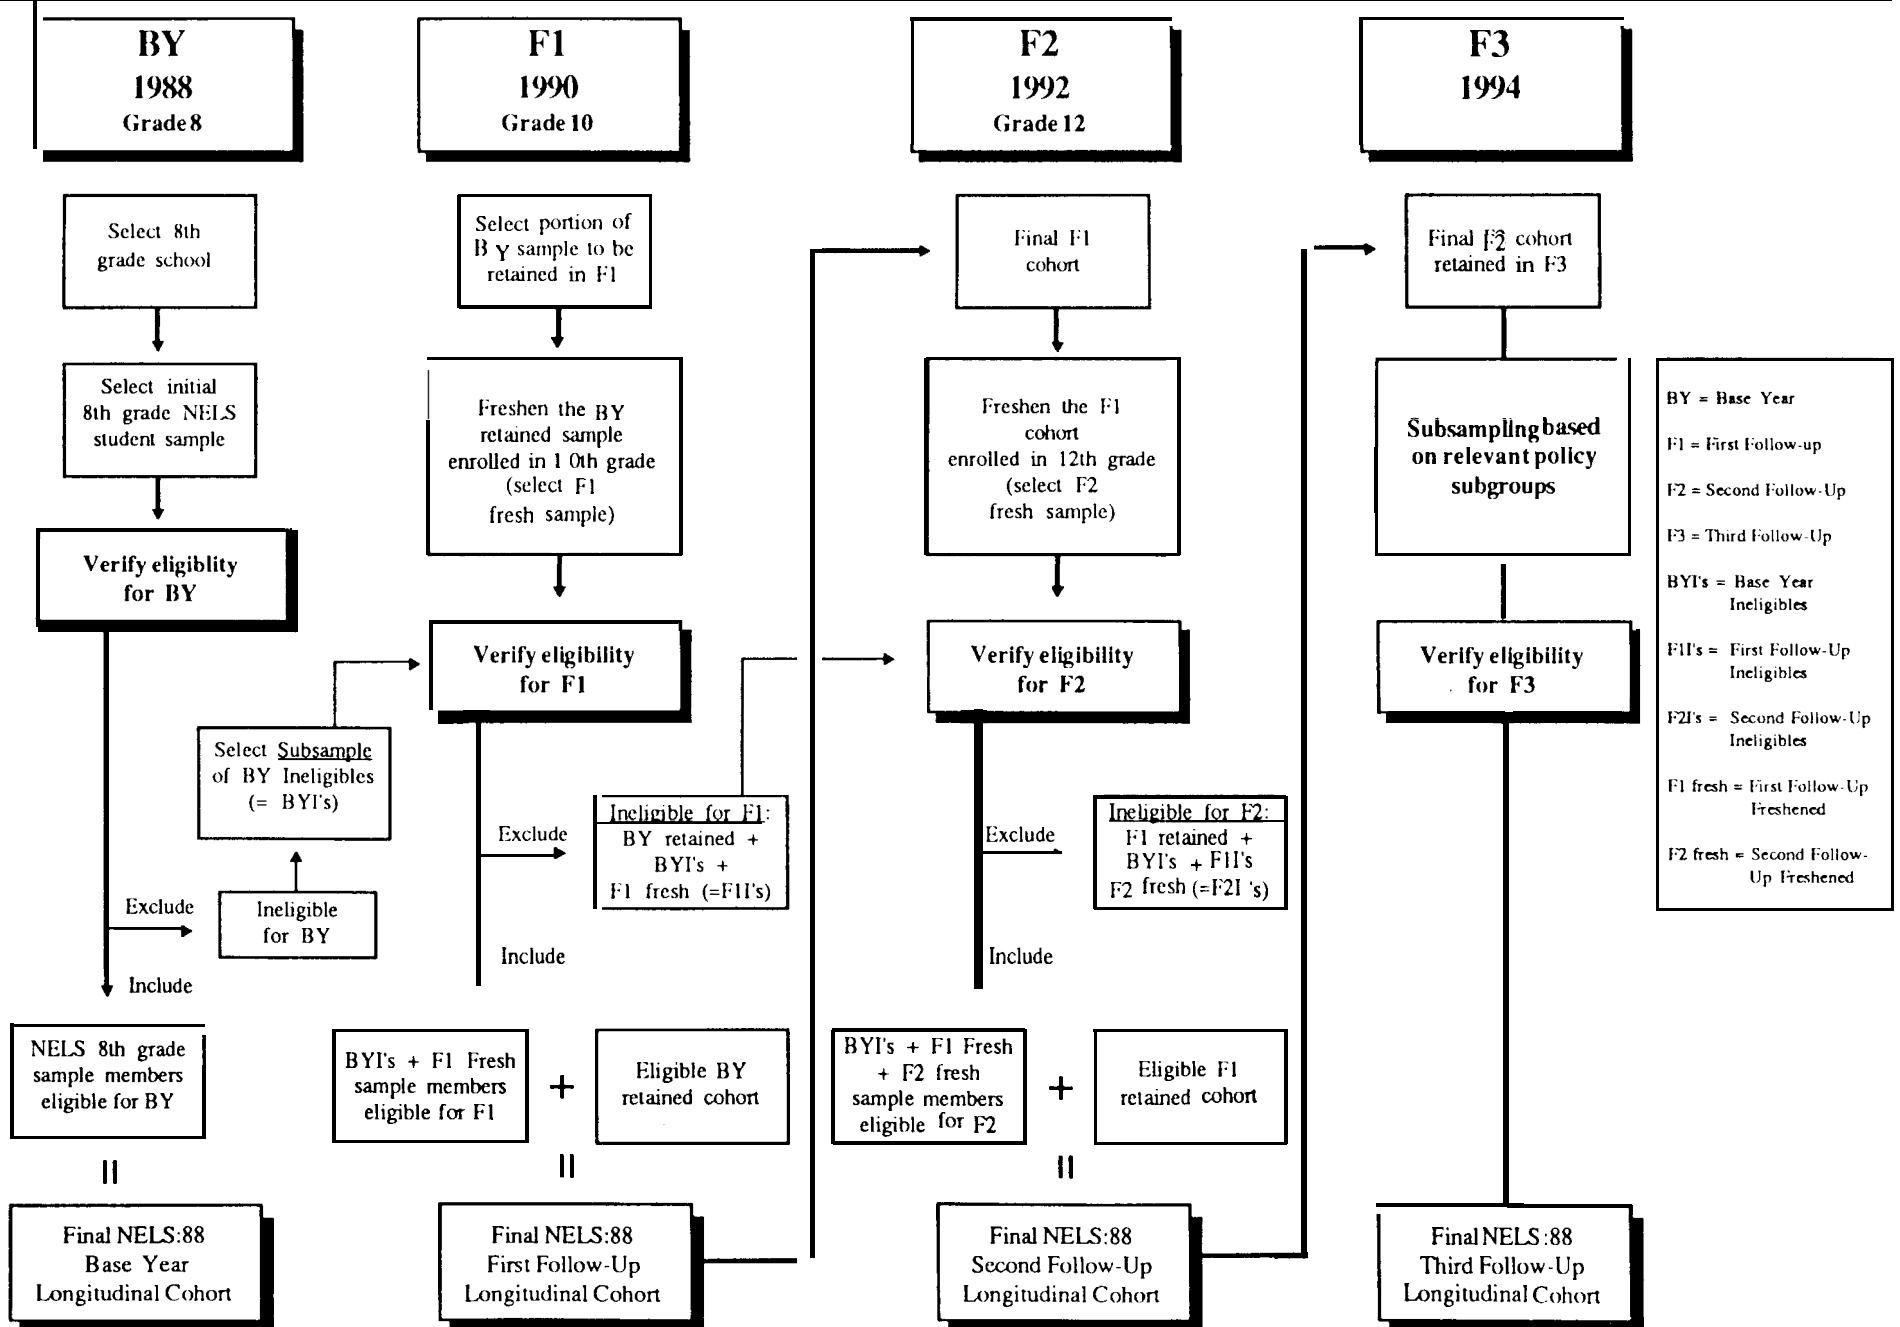 BY
1988
Grade 8
F1
1990
Grade 10
F2
1992
Grade 12
F3
1994
Select 8th
grade school
Select initial
8th grade NELS
student sample
Verify eligiblity
for BY
Exclude
Include
Ineligible
for BY
Select Subsample
of BY Ineligibles
(= BYI's)
NELS 8th grade
sample members
eligible for BY
=
Final NELS:88
Base Year
Longitudinal Cohort
Select portion of
BY sample to be
retained in F1
Freshen the BY
retained sample
enrolled in 1 0th grade
(select F1
fresh sample)
Verify eligibility
for F1
Exclude
Include
Ineligible for F1:
BY retained +
BYI's +
F1 fresh (=F1I's)
BYI's + F1 Fresh
sample members
eligible for F1
+
Eligible BY
retained cohort
=
Final NELS:88
First Follow-Up
Longitudinal Cohort
Final F1
cohort
Freshen the F1
cohort
enrolled in 12th grade
(select F2
fresh sample)
Verify eligibility
for F2
Exclude
Include
Ineligible for F2:
F1 retained +
BYI's + F1I's
F2 fresh (=F2I 's)
BYI's + F1 Fresh
+ F2 fresh
sample members
eligible for F2
+
Eligible F1
retained cohort
=
Final NELS:88
Second Follow-Up
Longitudinal Cohort
Final F2 cohort
retained in F3
Subsampling based
on relevant policy
subgroups
Verify eligibility
for F3
Final NELS:88
Third Follow-Up
Longitudinal Cohort
BY = Base Year
F1 = First Follow-up
F2 = Second Follow-Up
F3 = Third Follow-Up
BYI's = Base Year
Ineligibles
F1I's = First Follow-Up
Ineligibles
F2I's = Second Follow-Up
Ineligibles
F1 fresh = First Follow-Up
Freshened
F2 fresh = Second Follow-
Up Freshened